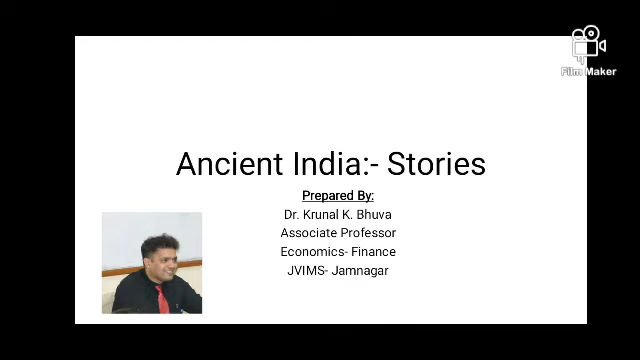 Film Maker
Ancient India:- Stories
Prepared By:
Dr. Krunal K. Bhuva
Associate Professor
Economics- Finance
JVIMS- Jamnagar